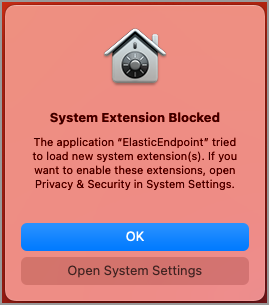 System Extension Blocked
The application “ElasticEndpoint” tried
to load new system extension(s). If you
want to enable these extensions, open
Privacy & Security in System Settings.
OK
Open System Settings